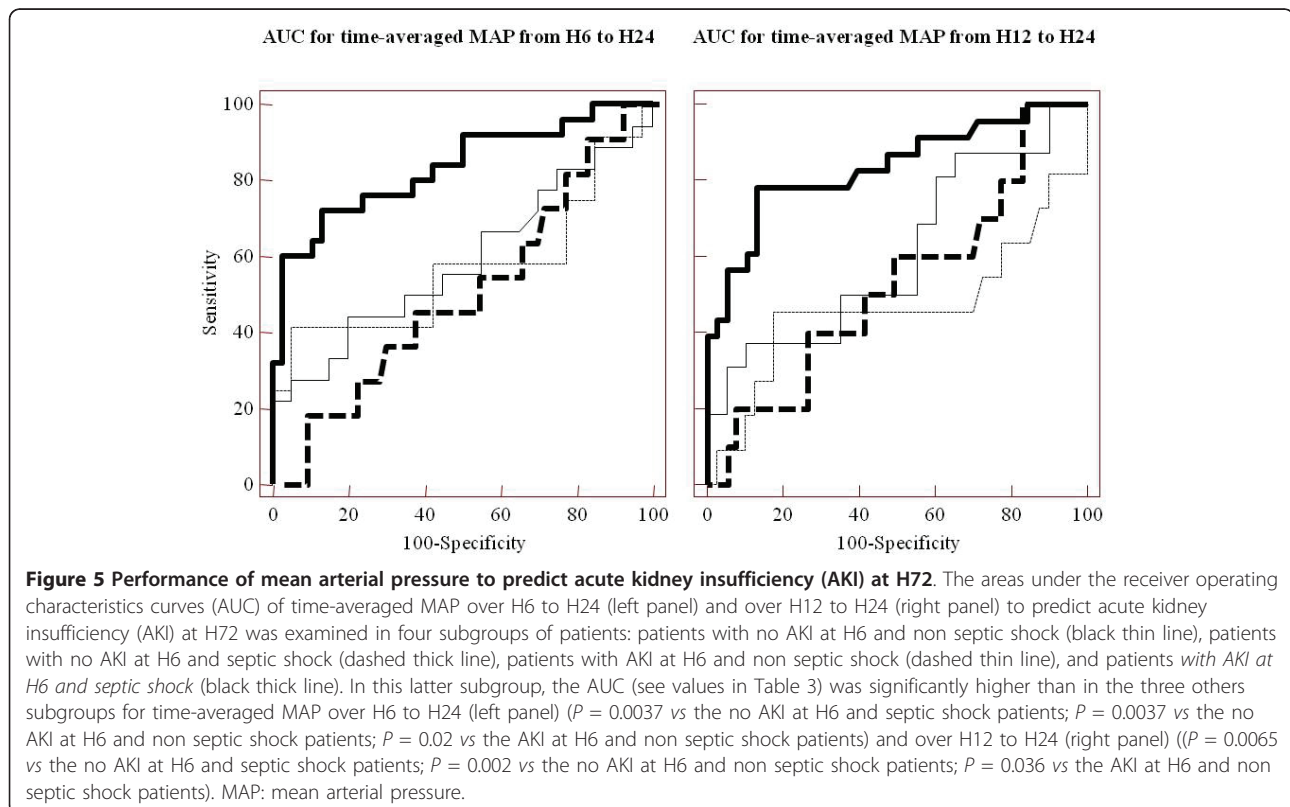 AUC for time-averaged MAP from H6 to H24
AUC for time-averaged MAP from H12 to H24
100
80
60
40
20
0
Sensitivity
0 20 40 60 80 100
100-Specificity
0 20 40 60 80 100
100-Specificity
Figure 5 Performance of mean arterial pressure to predict acute kidney insufficiency (AKI) at H72. The areas under the receiver operating
characteristics curves (AUC) of time-averaged MAP over H6 to H24 (left panel) and over H12 to H24 (right panel) to predict acute kidney
insufficiency (AKI) at H72 was examined in four subgroups of patients: patients with no AKI at H6 and non septic shock (black thin line), patients
with no AKI at H6 and septic shock (dashed thick line), patients with AKI at H6 and non septic shock (dashed thin line), and patients with AKI at
H6 and septic shock (black thick line). In this latter subgroup, the AUC (see values in Table 3) was significantly higher than in the three others
subgroups for time-averaged MAP over H6 to H24 (left panel) (P = 0.0037 vs the no AKI at H6 and septic shock patients; P = 0.0037 vs the no
AKI at H6 and non septic shock patients; P = 0.02 vs the AKI at H6 and non septic shock patients) and over H12 to H24 (right panel) ((P = 0.0065
vs the no AKI at H6 and septic shock patients; P = 0.002 vs the no AKI at H6 and non septic shock patients; P = 0.036 vs the AKI at H6 and non
septic shock patients). MAP: mean arterial pressure.